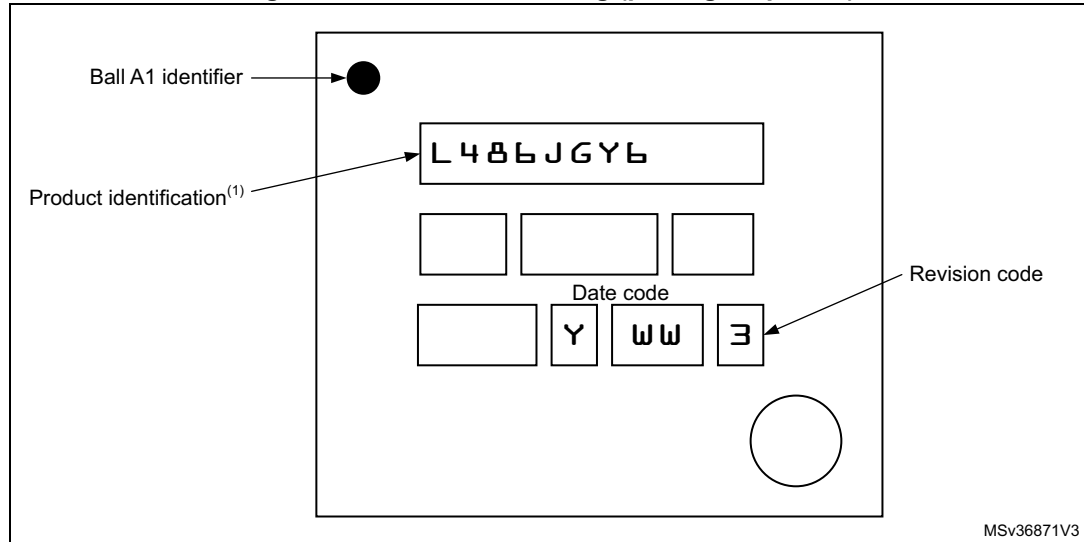 Ball A1 identifier
L486JGY6
Product identification(1)
Revision code
Date code
Y WW 3
MSv36871V3